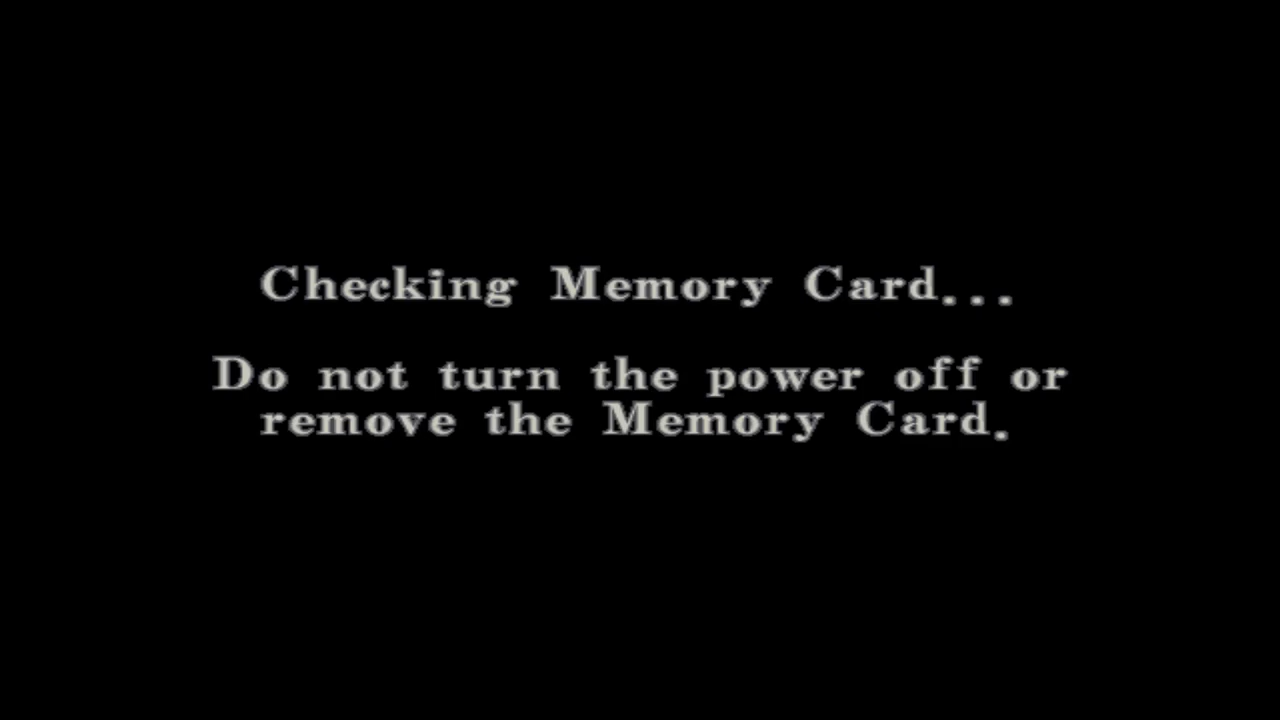 Checking Memory Card...
Do not turn the power off or
remove the Memory Card.